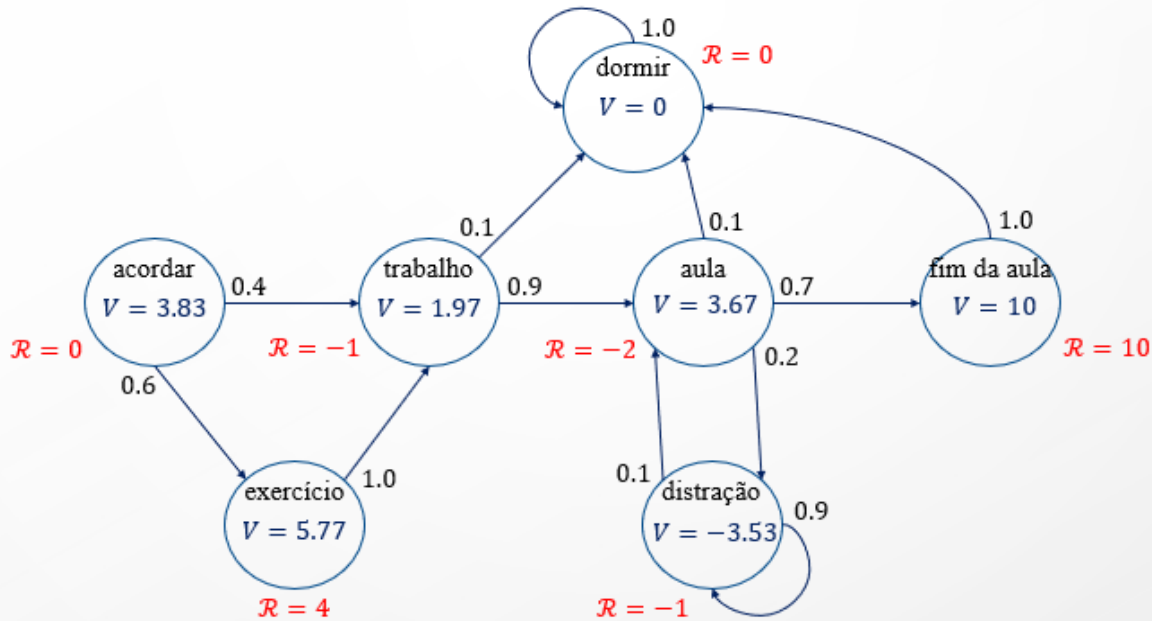 1.0
dormir
ℛ = 0
V = 0
0.1
0.1
1.0
acordar
trabalho
aula
fim da aula
0.4
0.9
0.7
V = 3.83
V = 1.97
V = 3.67
V = 10
ℛ = 0
ℛ = −1
ℛ = −2
ℛ = 10
0.2
0.6
0.1
1.0
exercício
distração
0.9
V = 5.77
V = −3.53
ℛ = 4
ℛ = −1